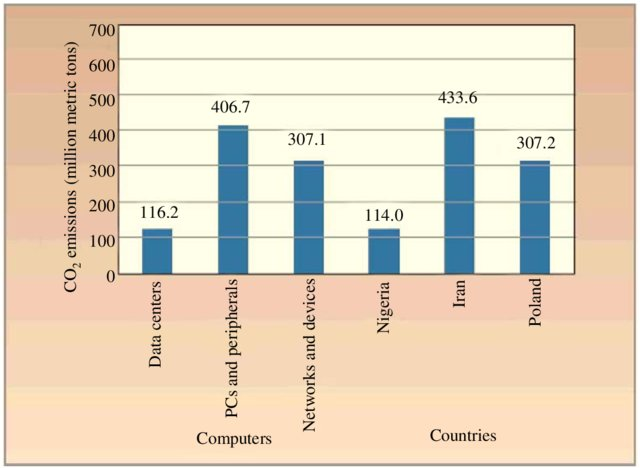 CO₂ emissions (million metric tons)
700
600
500
400
300
200
100
0
116.2
406.7
307.1
114.0
433.6
307.2
Data centers
PCs and peripherals
Networks and devices
Nigeria
Iran
Poland
Computers
Countries